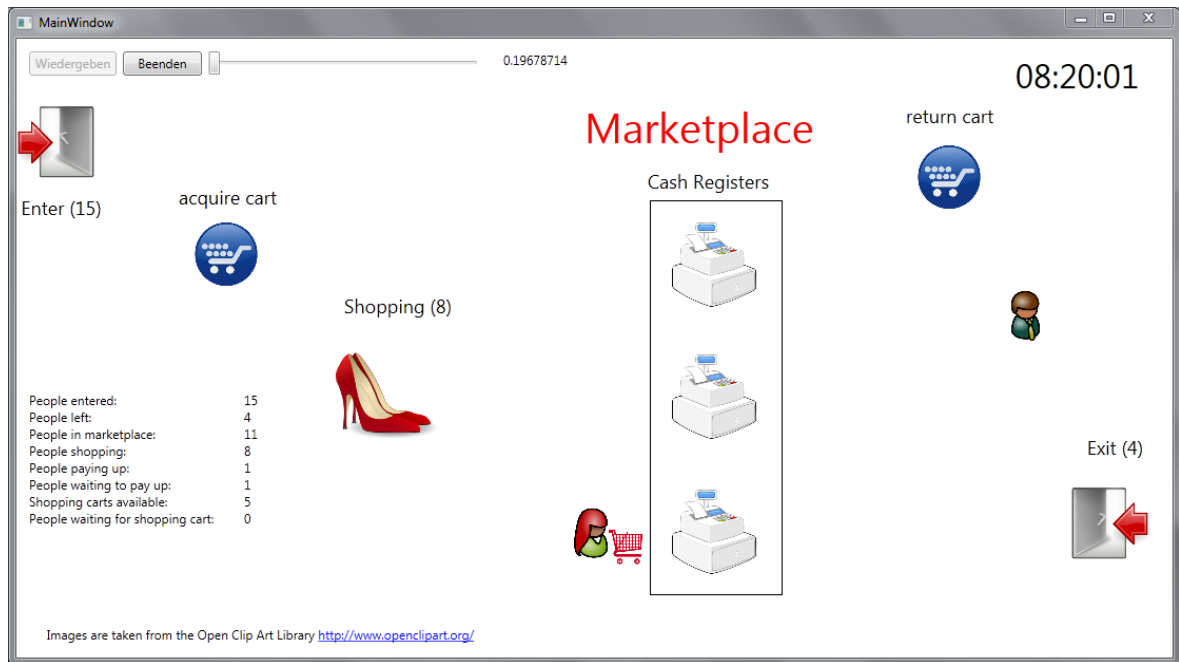 MainWindow
Wiedergeben Beenden 0.19678714
08:20:01
Marketplace
return cart
Cash Registers
Enter (15)
acquire cart
Shopping (8)
People entered: 15
People left: 4
People in marketplace: 11
People shopping: 8
People paying up: 1
People waiting to pay up: 1
Shopping carts available: 5
People waiting for shopping cart: 0
Exit (4)
Images are taken from the Open Clip Art Library http://www.openclipart.org/